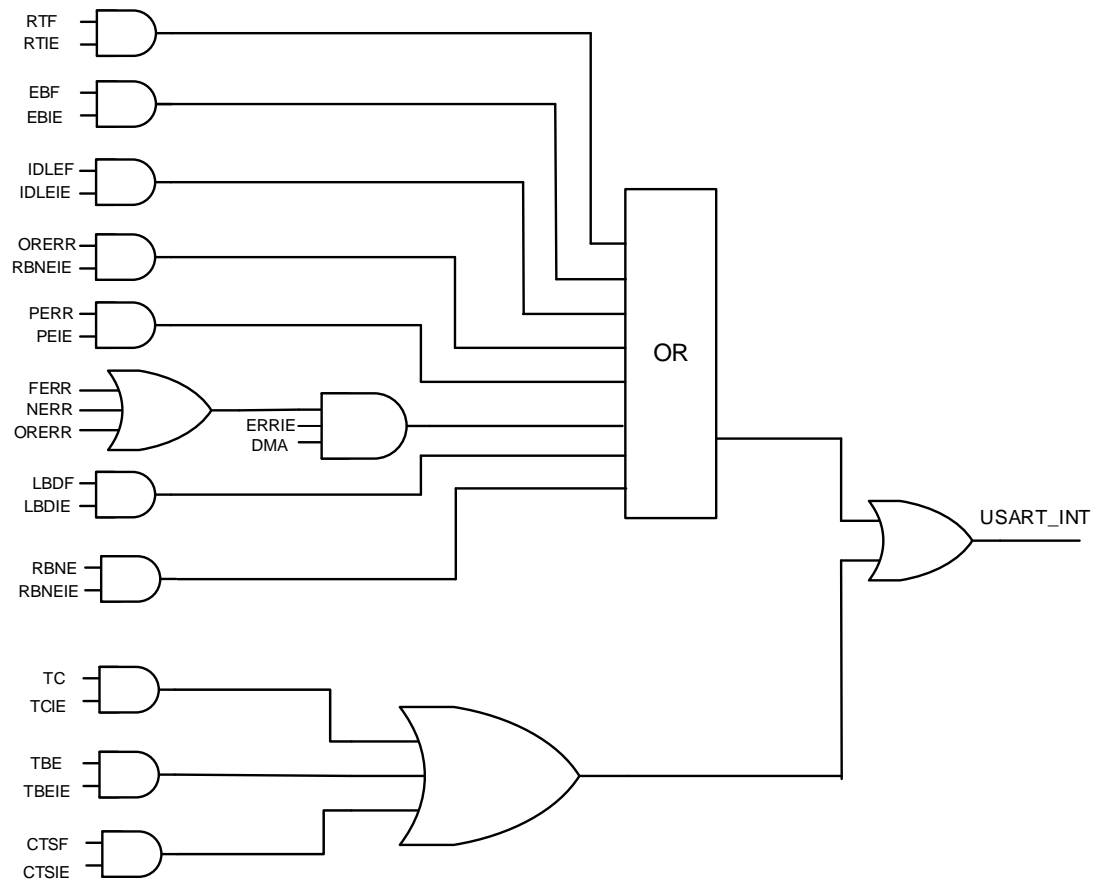 RTF
RTIE
EBF
EBIE
IDLEF
IDLEIE
ORERR
RBNEIE
PERR
PEIE
OR
FERR
NERR
ORERR
ERRIE
DMA
LBDF
LBDIE
USART_INT
RBNE
RBNEIE
TC
TCIE
TBE
TBEIE
CTSF
CTSIE